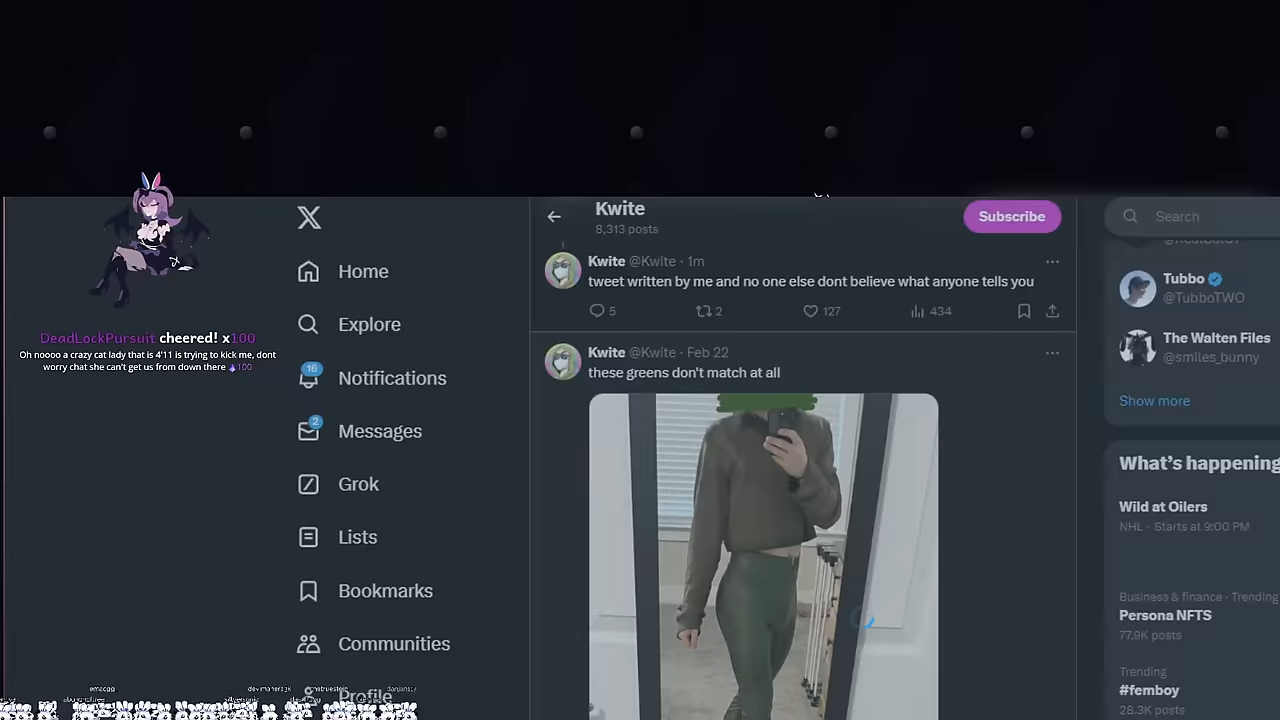 DeadLockPursuit cheered! x100
Oh noooo a crazy cat lady that is 4'11 is trying to kick me, dont
worry chat she can't get us from down there 100
Home
Explore
16
Notifications
2
Messages
Grok
Lists
Bookmarks
Communities
Profile
emacgg
Kwite
8,313 posts
Subscribe
Kwite @Kwite · 1m
tweet written by me and no one else dont believe what anyone tells you
5
2
127
434
Kwite @Kwite · Feb 22
these greens don't match at all
Search
Tubbo
@TubboTWO
The Walten Files
@smiles_bunny
Show more
What's happening
Wild at Oilers
NHL · Starts at 9:00 PM
Business & finance · Trending
Persona NFTS
77.9K posts
Trending
#femboy
28.3K posts